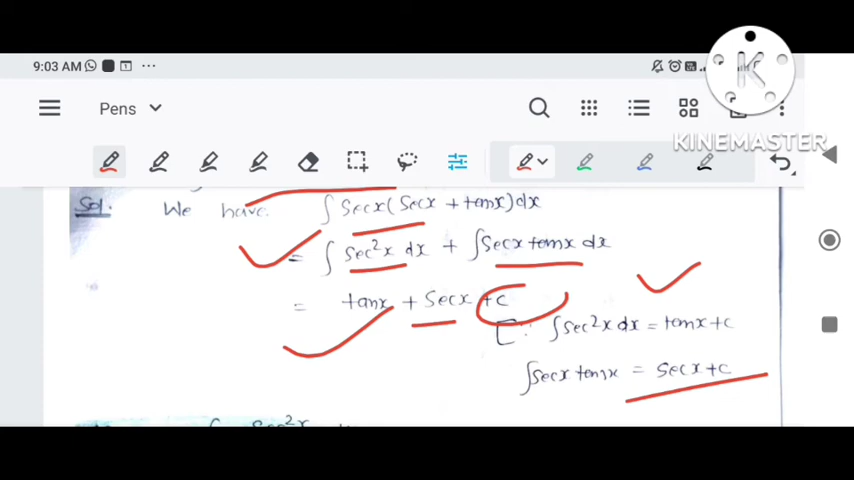 9:03 AM
K
KINEMASTER
Pens
Sol. We have. ∫ Secx(Secx + tanx)dx
= ∫ Sec²x dx + ∫Secx tanx dx
= tanx + Secx + c
[∵ ∫Sec²x dx = tanx + c
∫Secx tanx = Secx + c
∫ Sec²x